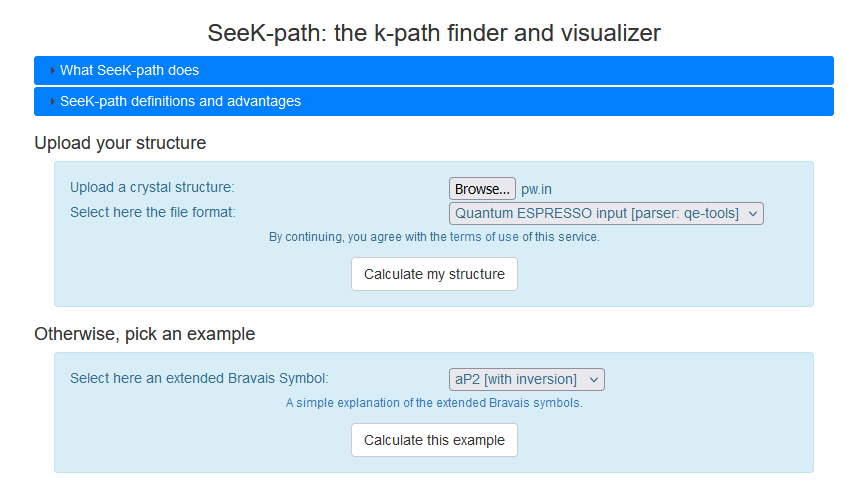 SeeK-path: the k-path finder and visualizer
What SeeK-path does
SeeK-path definitions and advantages
Upload your structure
Upload a crystal structure: Browse... pw.in
Select here the file format: Quantum ESPRESSO input [parser: qe-tools]
By continuing, you agree with the terms of use of this service.
Calculate my structure
Otherwise, pick an example
Select here an extended Bravais Symbol: aP2 [with inversion]
A simple explanation of the extended Bravais symbols.
Calculate this example